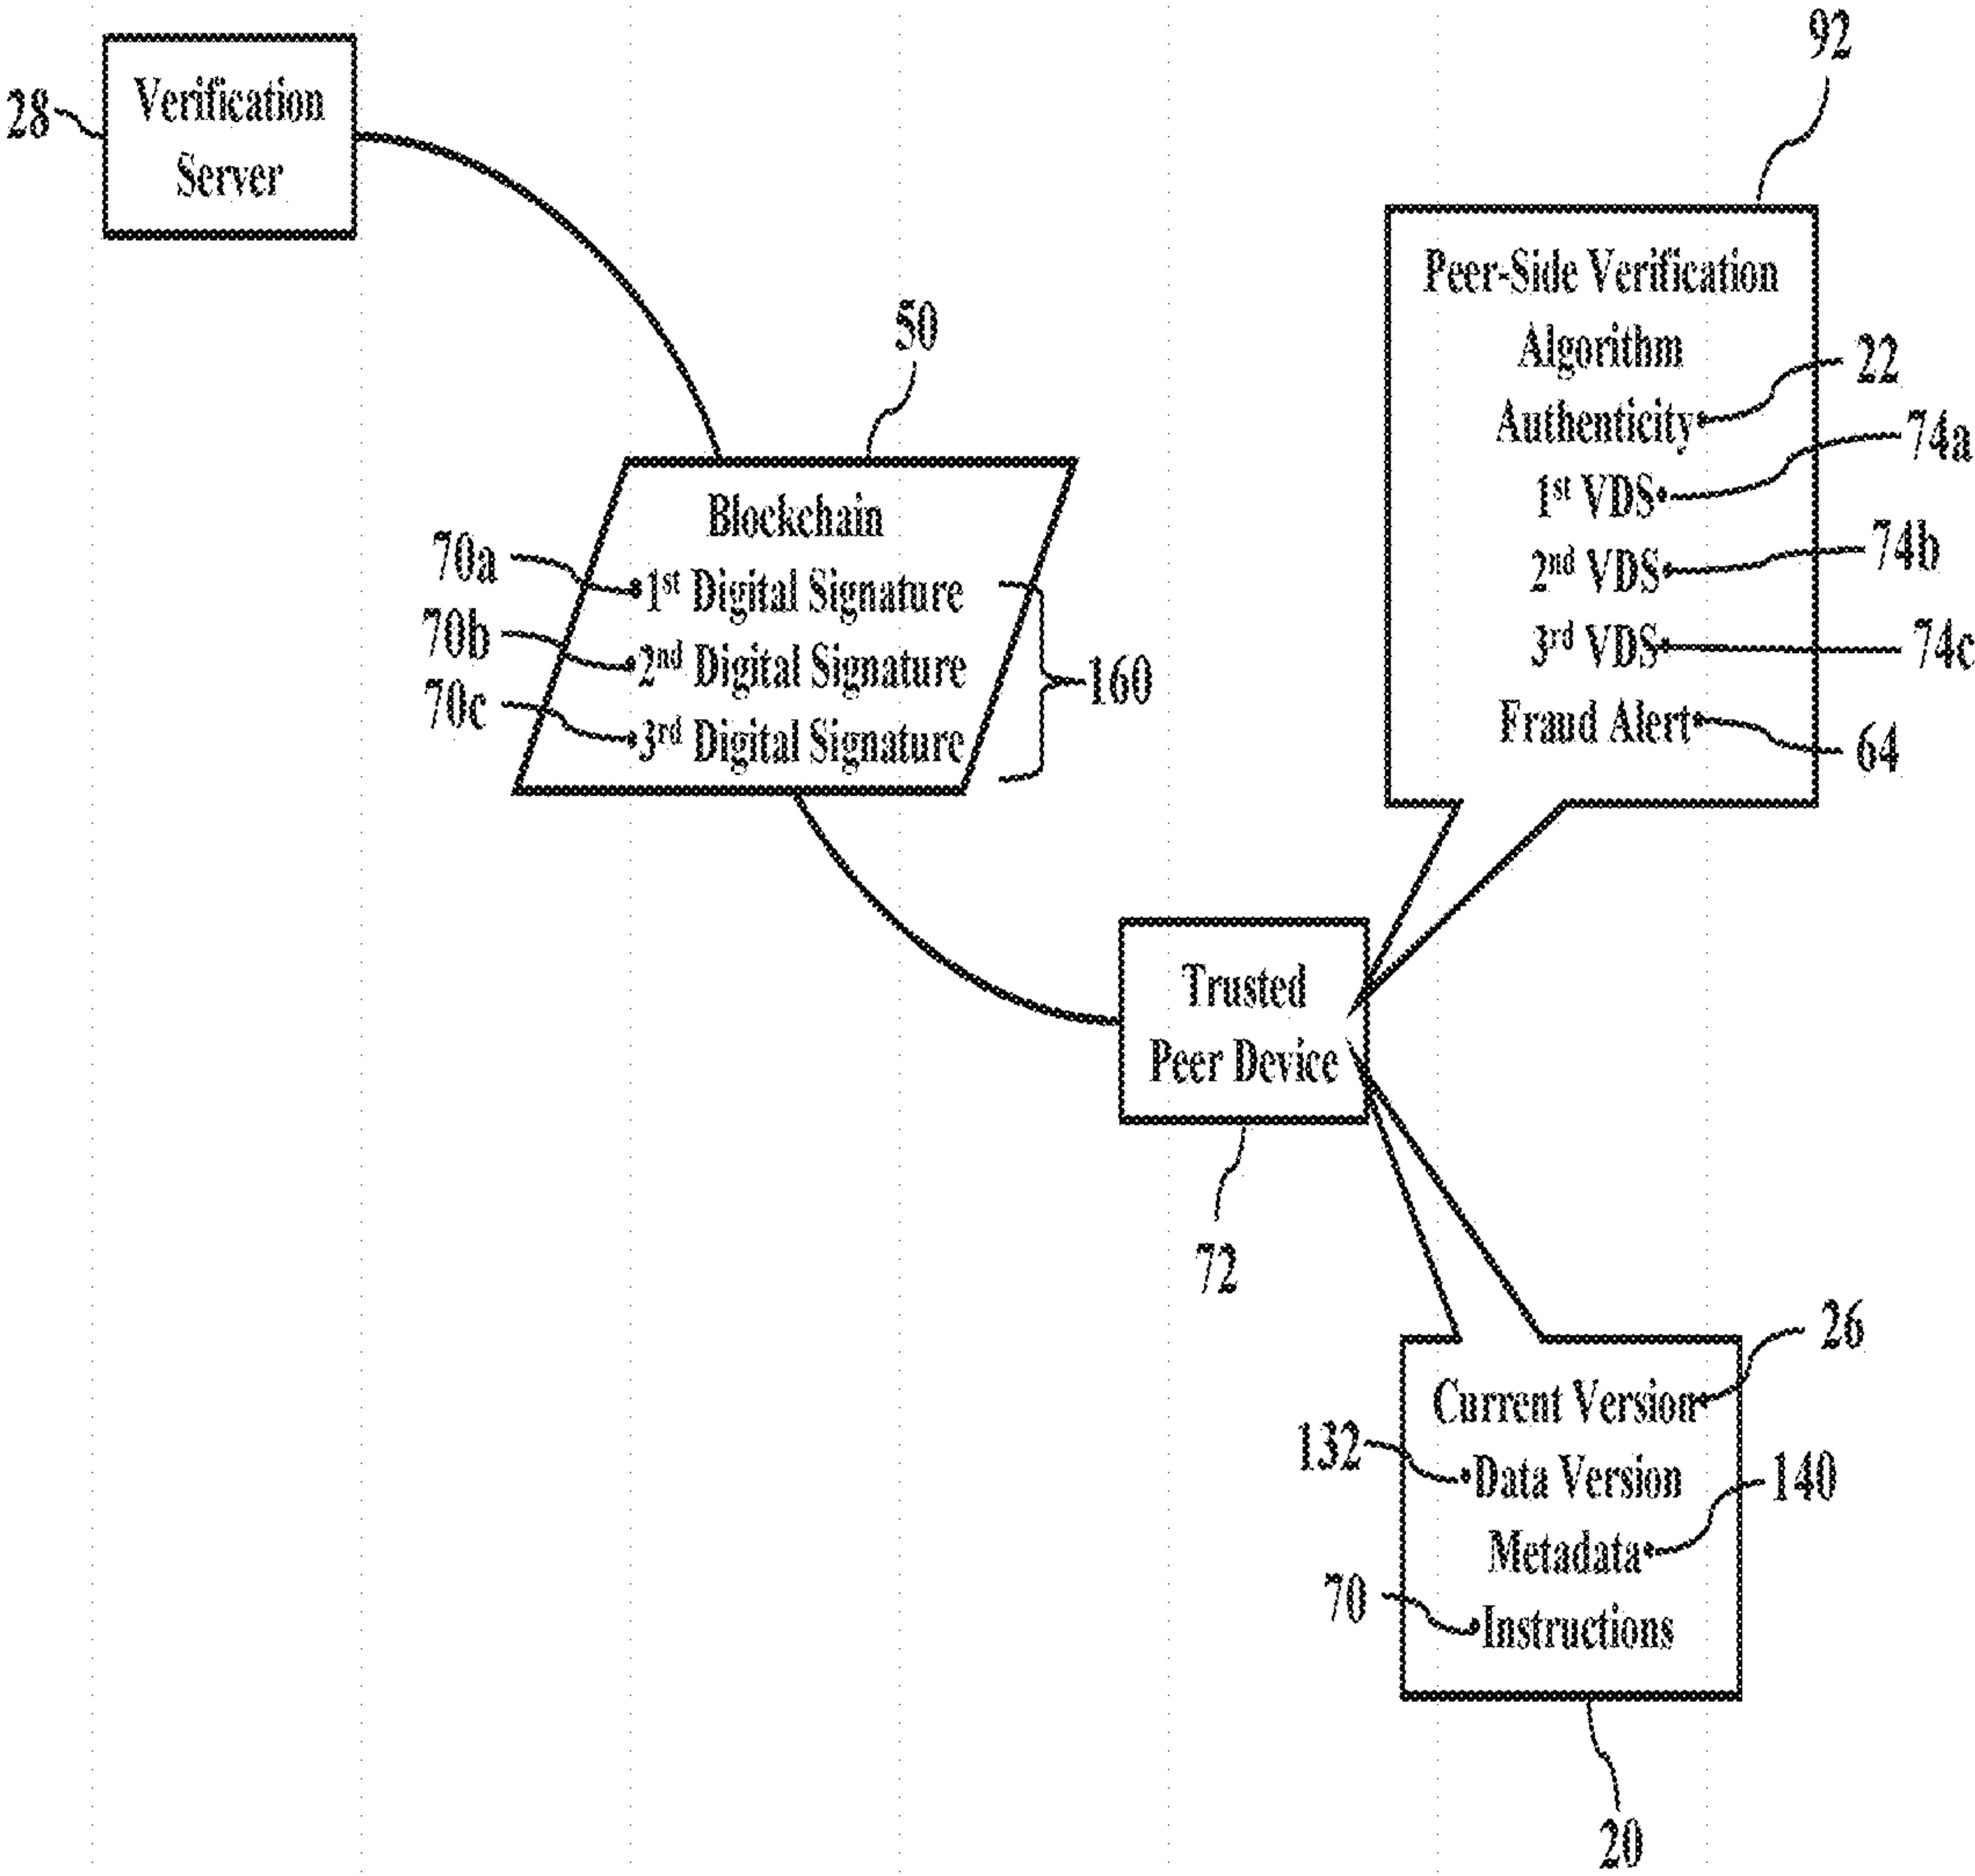 92
Verification
Server
28
50
Peer-Side Verification
Algorithm
Authenticity
22
1st VDS
74a
2nd VDS
74b
3rd VDS
74c
Fraud Alert
64
Blockchain
70a
1st Digital Signature
70b
2nd Digital Signature
160
70c
3rd Digital Signature
Trusted
Peer Device
72
26
Current Version
132
Data Version
140
Metadata
70
Instructions
20